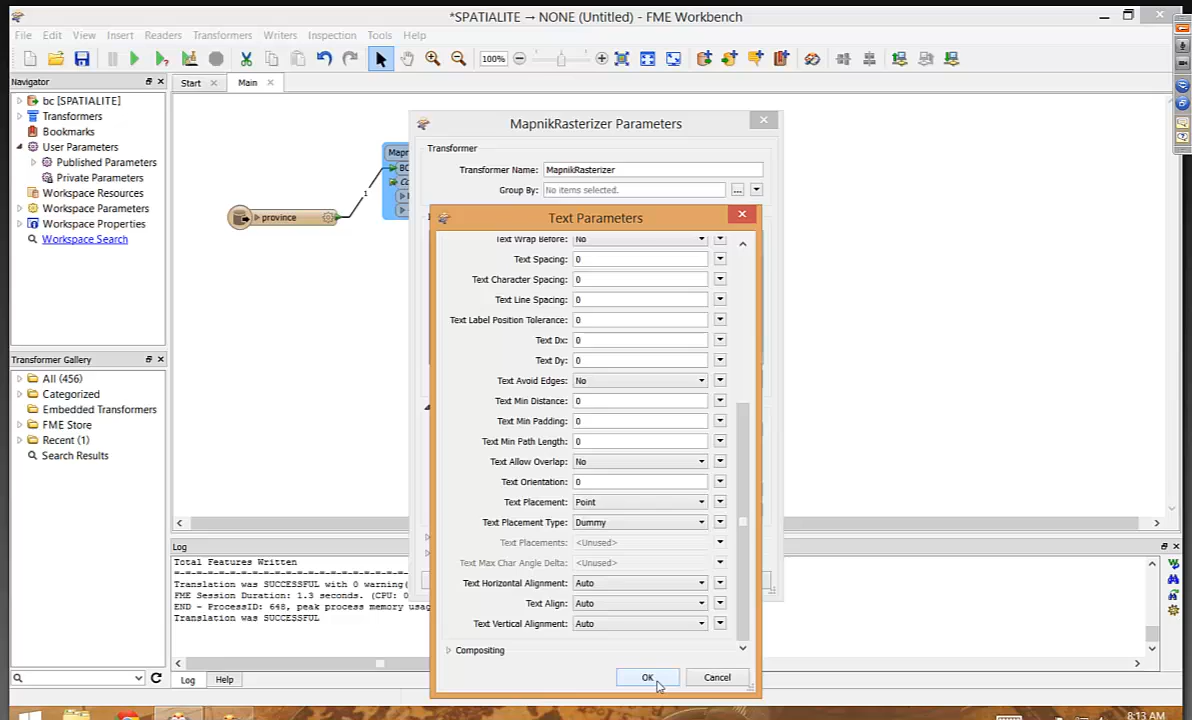 *SPATIALITE → NONE (Untitled) - FME Workbench
File Edit View Insert Readers Transformers Writers Inspection Tools Help
100%
Navigator
Start Main
bc [SPATIALITE]
Transformers
Bookmarks
User Parameters
Published Parameters
Private Parameters
Workspace Resources
Workspace Parameters
Workspace Properties
Workspace Search
Transformer Gallery
All (456)
Categorized
Embedded Transformers
FME Store
Recent (1)
Search Results
province
1
MapnikRasterizer Parameters
Transformer
Transformer Name: MapnikRasterizer
Group By: No items selected.
Text Parameters
Text Wrap Before: No
Text Spacing: 0
Text Character Spacing: 0
Text Line Spacing: 0
Text Label Position Tolerance: 0
Text Dx: 0
Text Dy: 0
Text Avoid Edges: No
Text Min Distance: 0
Text Min Padding: 0
Text Min Path Length: 0
Text Allow Overlap: No
Text Orientation: 0
Text Placement: Point
Text Placement Type: Dummy
Text Placements: <Unused>
Text Max Char Angle Delta: <Unused>
Text Horizontal Alignment: Auto
Text Align: Auto
Text Vertical Alignment: Auto
Compositing
OK Cancel
Log
Total Features Written
Translation was SUCCESSFUL with 0 warning(
FME Session Duration: 1.3 seconds. (CPU: 0
END - ProcessID: 648, peak process memory usag
Translation was SUCCESSFUL
Log Help
8:13 AM